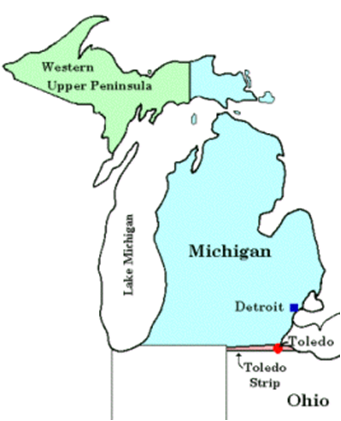 Western
Upper Peninsula
Lake Michigan
Michigan
Detroit
Toledo
Toledo
Strip
Ohio